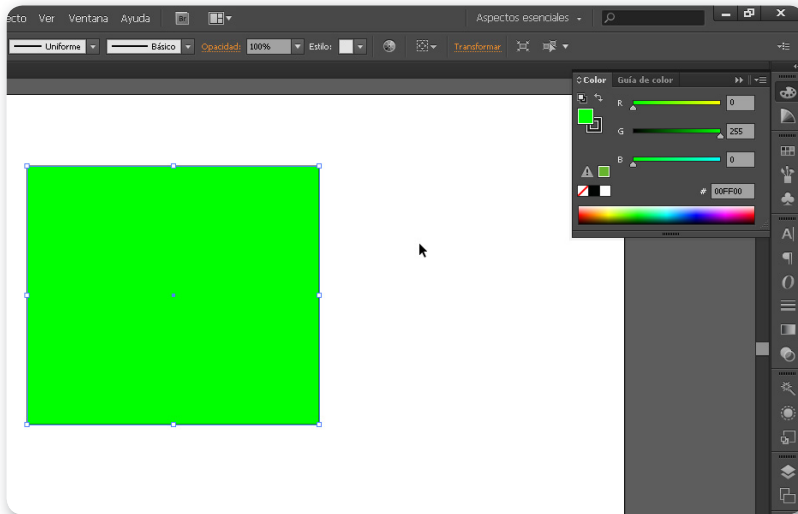 ecto Ver Ventana Ayuda Br Aspectos esenciales
Uniforme Básico Opacidad: 100% Estilo: Transformar
Color Guía de color
R 0
G 255
B 0
# 00FF00